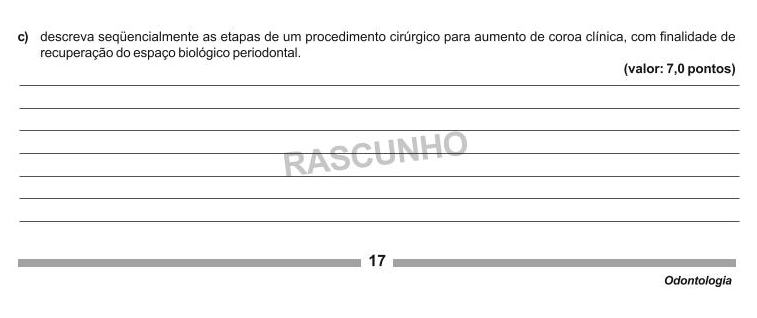 c) descreva seqüencialmente as etapas de um procedimento cirúrgico para aumento de coroa clínica, com finalidade de
recuperação do espaço biológico periodontal.
(valor: 7,0 pontos)
RASCUNHO
17
Odontologia